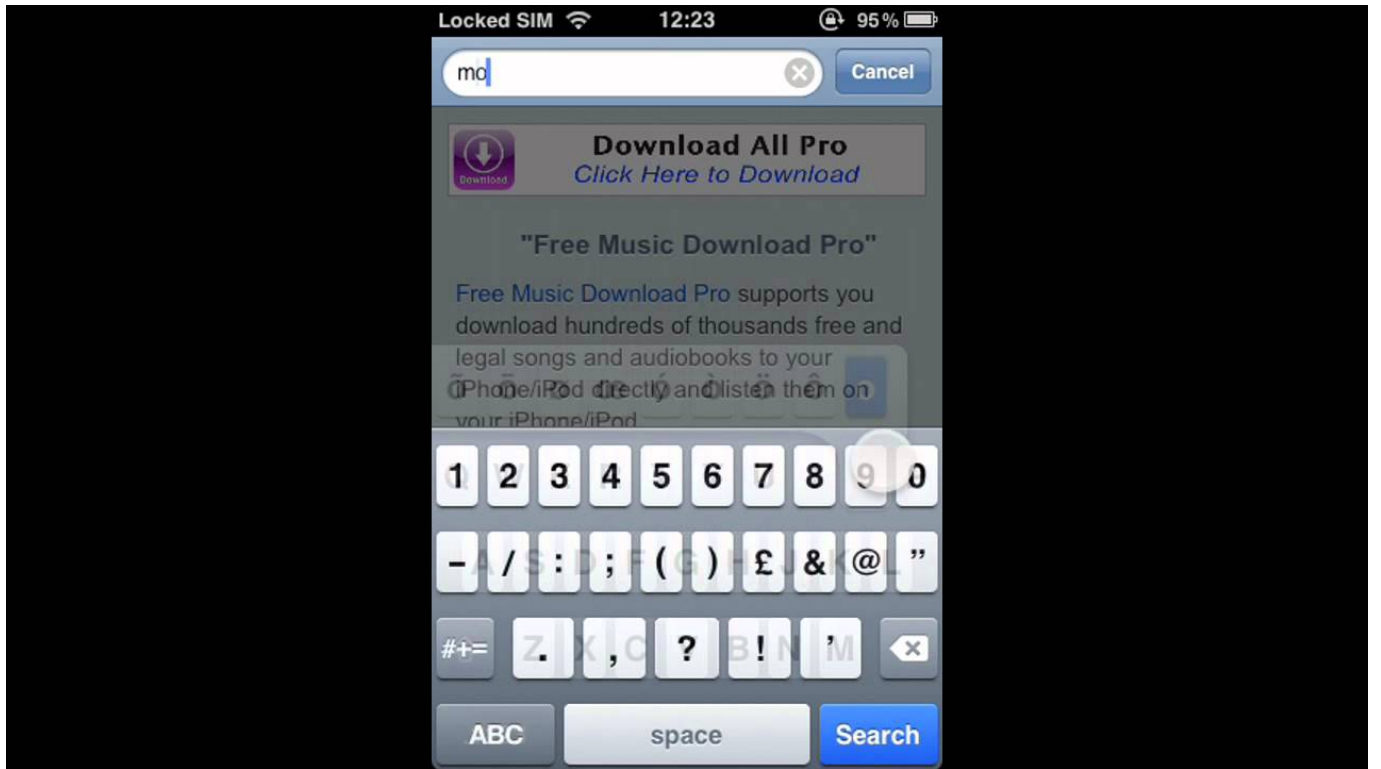 Locked SIM 12:23 95%
mo Cancel
Download All Pro
Download Click Here to Download
"Free Music Download Pro"
Free Music Download Pro supports you
download hundreds of thousands free and
legal songs and audiobooks to your
iPhone/iPod directly and listen them on
your iPhone/iPod
1 2 3 4 5 6 7 8 9 0
- / : ; ( ) £ & @ ”
#+= . , ? ! ’
ABC space Search